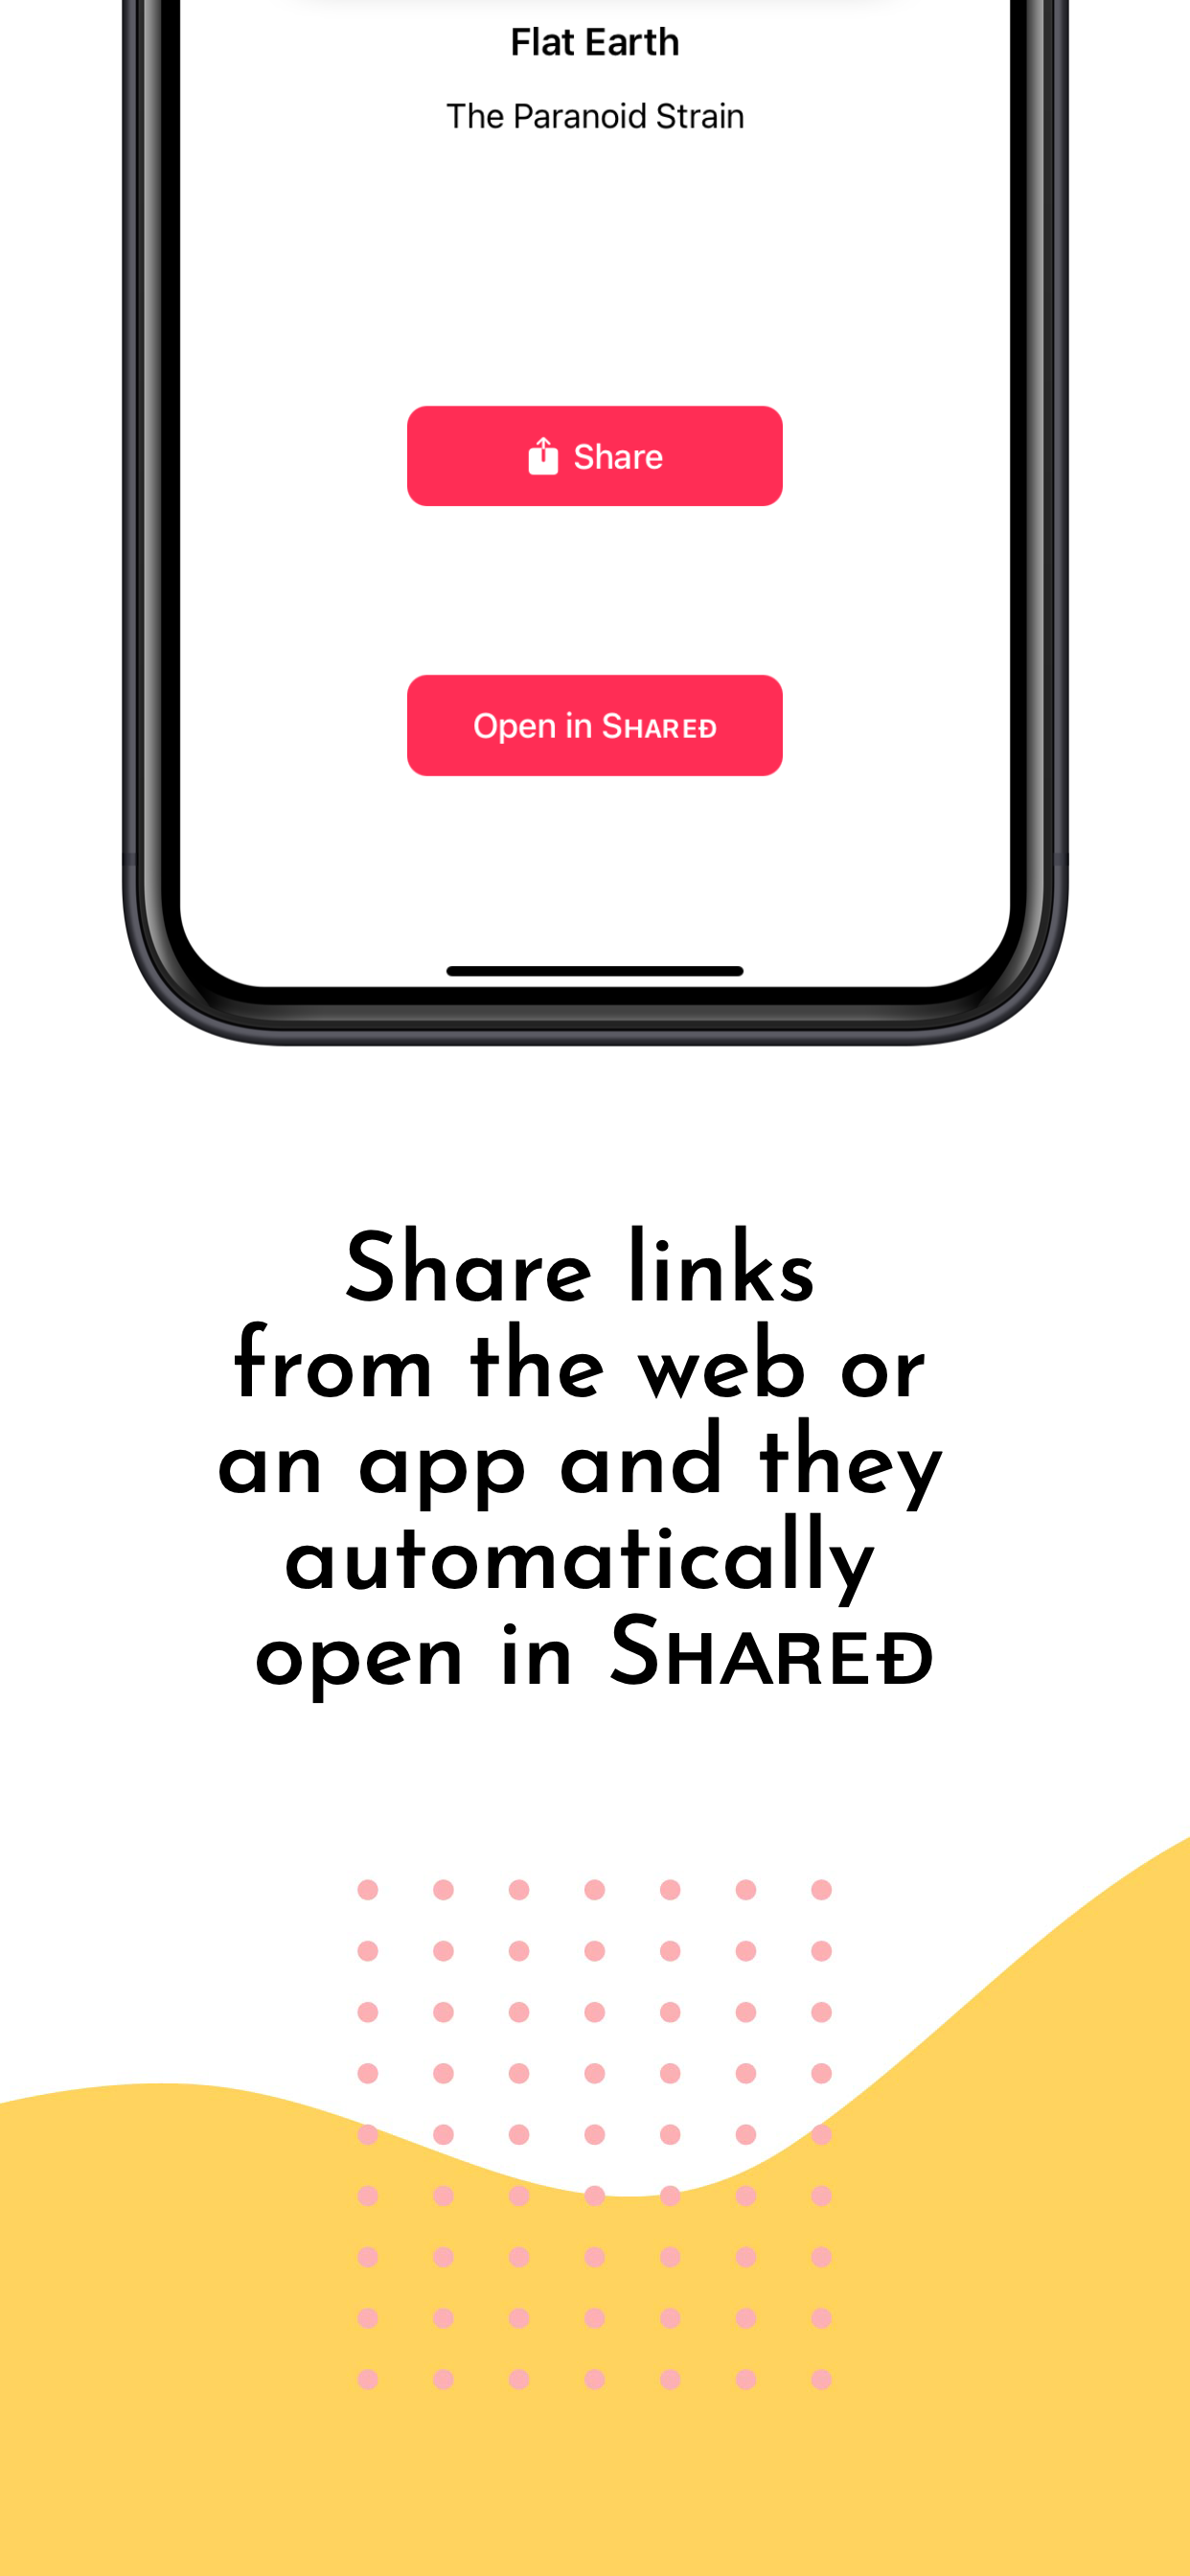 Flat Earth
The Paranoid Strain
Share
Open in SHAREĐ
Share links
from the web or
an app and they
automatically
open in SHAREĐ